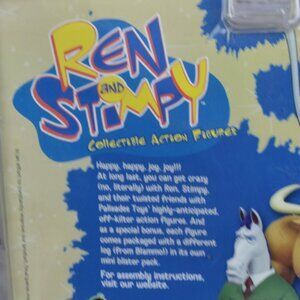 REN
AND
STIMPY
COLLECTIBLE ACTION FIGURES
Happy, happy, joy, joy!!!
At long last, you can get crazy
(no, literally) with Ren, Stimpy,
and their twisted friends with
Palisades Toys' highly-anticipated,
off-kilter action figures. And
as a special bonus, each figure
comes packaged with a different
log (from Blammo!) in its own
mini blister pack.
For assembly instructions,
visit our website.